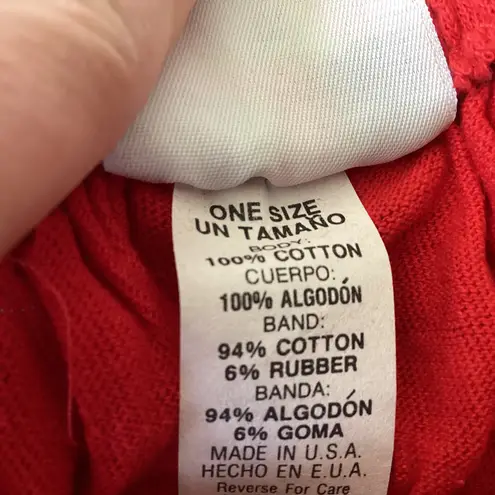 ONE SIZE
UN TAMAÑO
BODY:
100% COTTON
CUERPO:
100% ALGODÓN
BAND:
94% COTTON
6% RUBBER
BANDA:
94% ALGODÓN
6% GOMA
MADE IN U.S.A.
HECHO EN E.U.A.
Reverse For Care